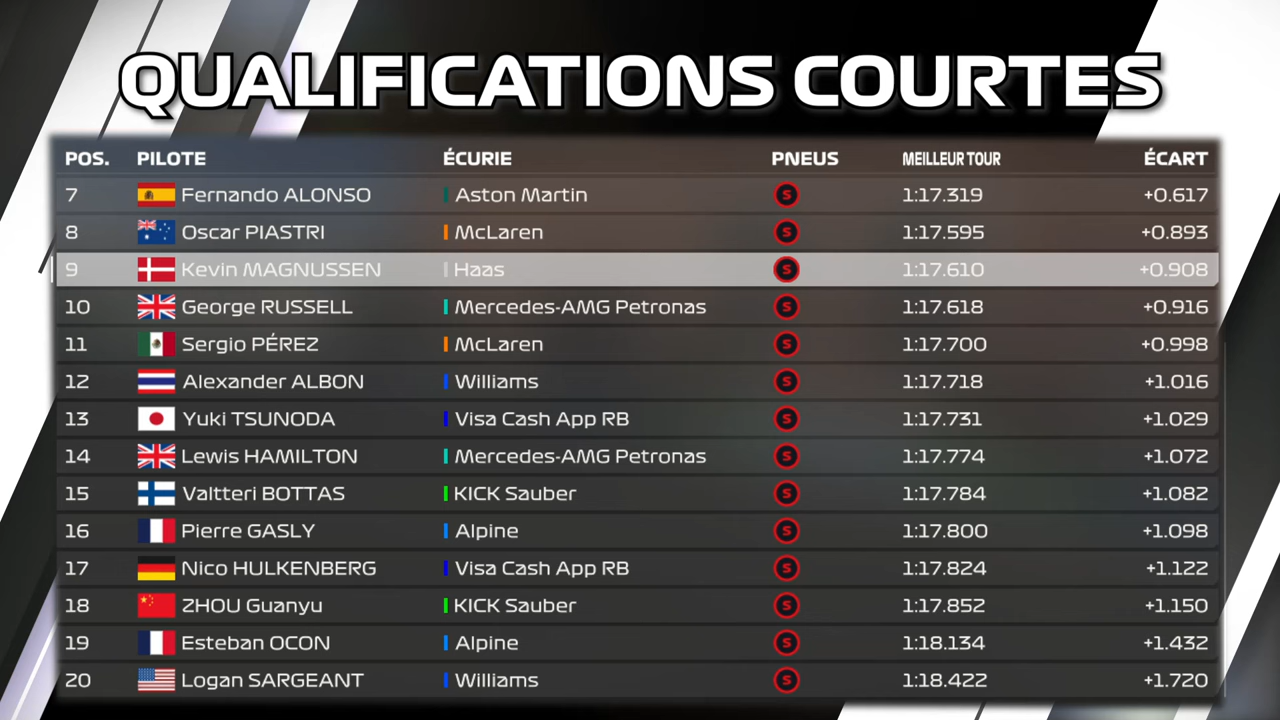 QUALIFICATIONS COURTES
POS. PILOTE ÉCURIE PNEUS MEILLEUR TOUR ÉCART
7 Fernando ALONSO Aston Martin S 1:17.319 +0.617
8 Oscar PIASTRI McLaren S 1:17.595 +0.893
9 Kevin MAGNUSSEN Haas S 1:17.610 +0.908
10 George RUSSELL Mercedes-AMG Petronas S 1:17.618 +0.916
11 Sergio PÉREZ McLaren S 1:17.700 +0.998
12 Alexander ALBON Williams S 1:17.718 +1.016
13 Yuki TSUNODA Visa Cash App RB S 1:17.731 +1.029
14 Lewis HAMILTON Mercedes-AMG Petronas S 1:17.774 +1.072
15 Valtteri BOTTAS KICK Sauber S 1:17.784 +1.082
16 Pierre GASLY Alpine S 1:17.800 +1.098
17 Nico HULKENBERG Visa Cash App RB S 1:17.824 +1.122
18 ZHOU Guanyu KICK Sauber S 1:17.852 +1.150
19 Esteban OCON Alpine S 1:18.134 +1.432
20 Logan SARGEANT Williams S 1:18.422 +1.720